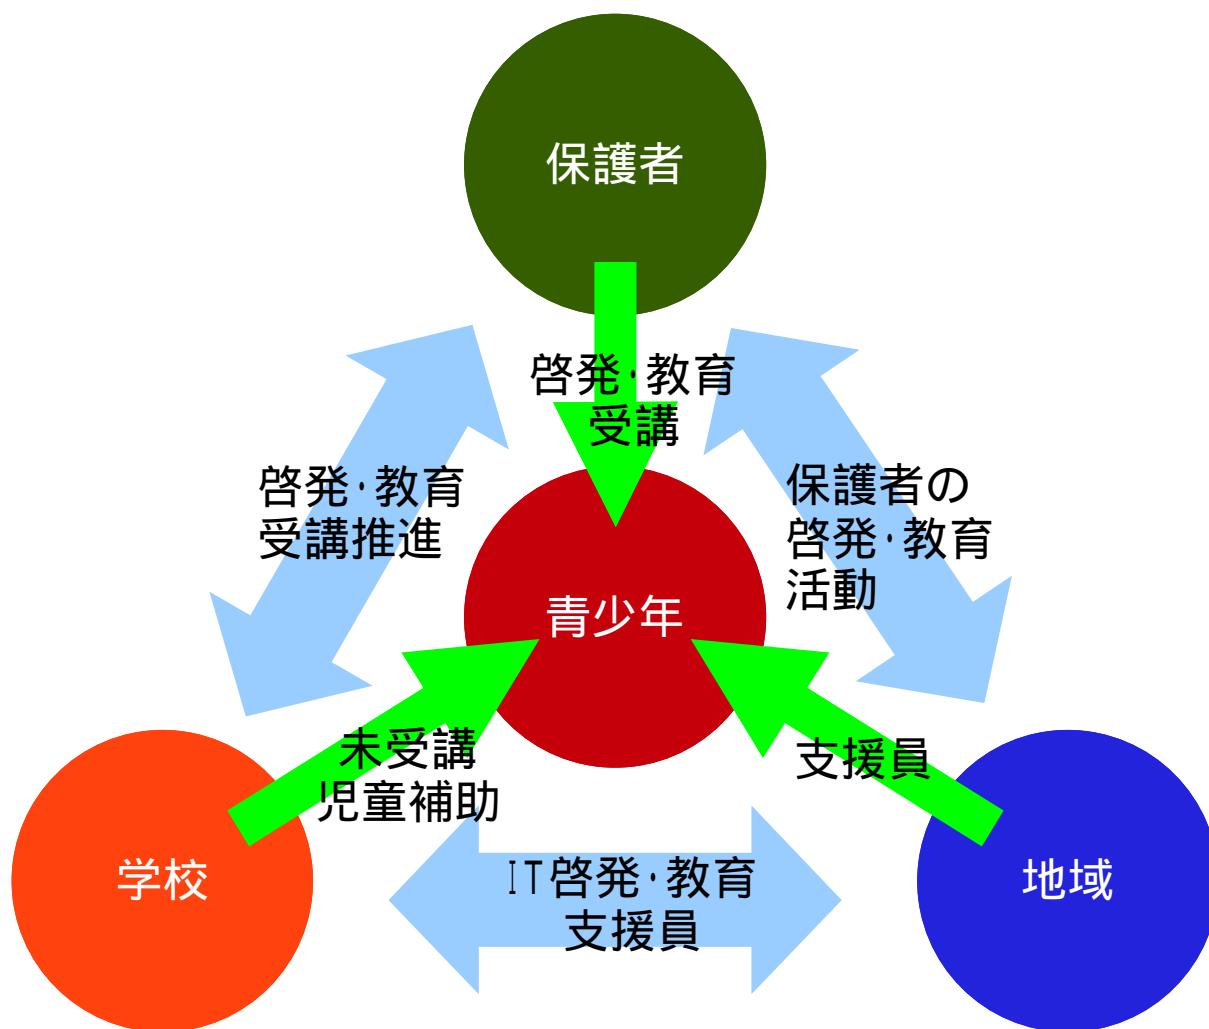 保護者
啓発・教育
受講
啓発・教育
受講推進
保護者の
啓発・教育
活動
青少年
未受講
児童補助
支援員
学校
IT啓発・教育
支援員
地域